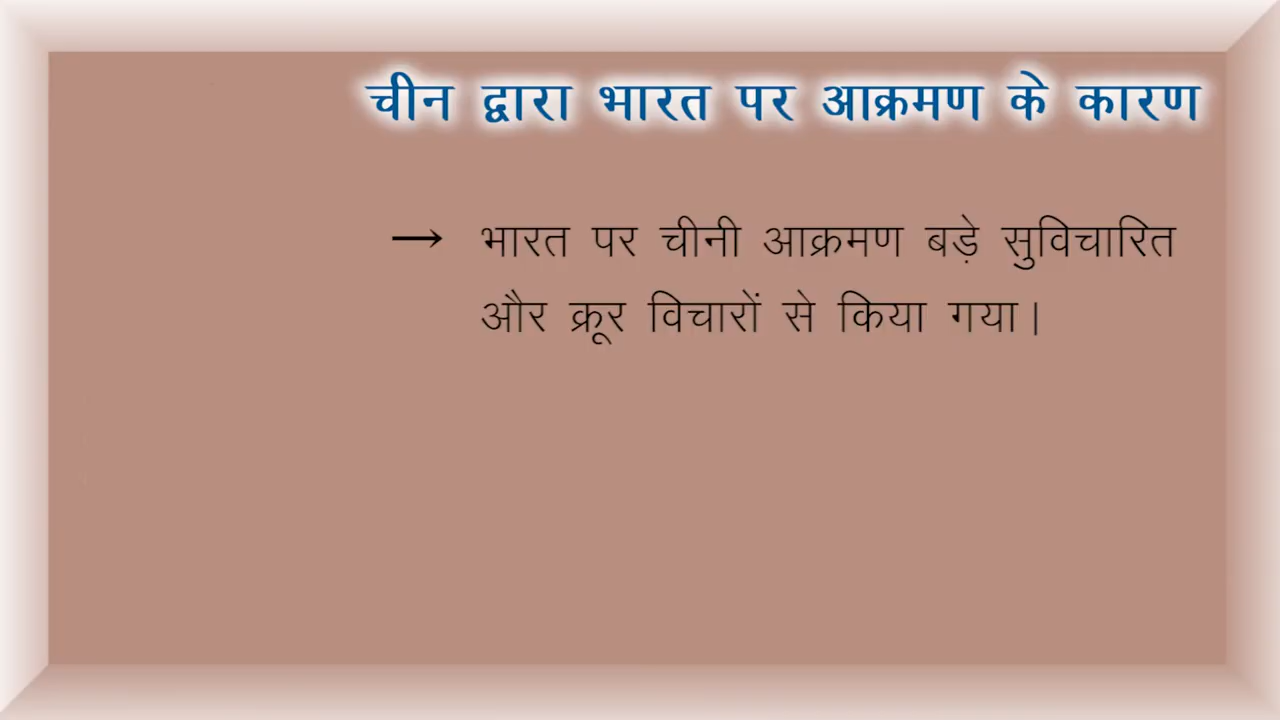 चीन द्वारा भारत पर आक्रमण के कारण
→ भारत पर चीनी आक्रमण बड़े सुविचारित
और क्रूर विचारों से किया गया।